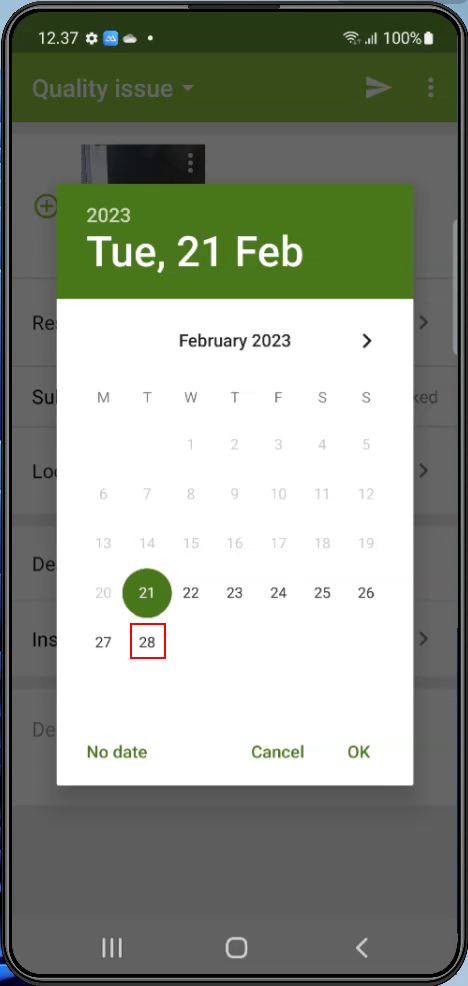 12.37 100%
Quality issue
2023
Tue, 21 Feb
February 2023
Re
M T W T F S S
Su ked
1 2 3 4 5
Lo
6 7 8 9 10 11 12
13 14 15 16 17 18 19
De
20 21 22 23 24 25 26
Ins
27 28
De
No date Cancel OK